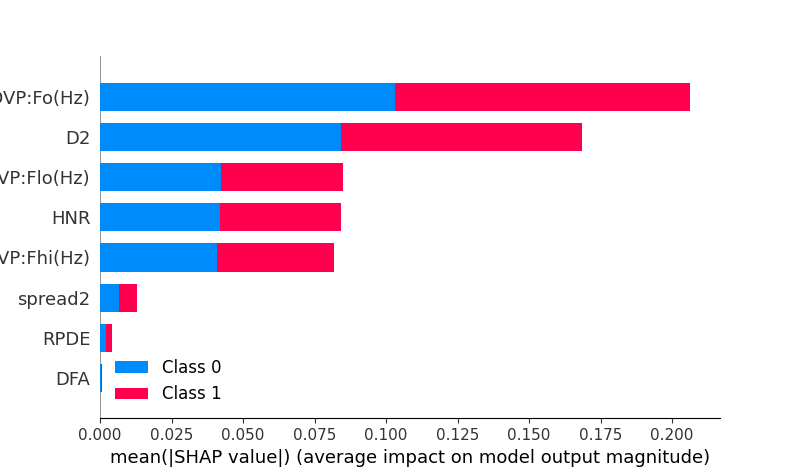 VP:Fo(Hz)
D2
VP:Flo(Hz)
HNR
VP:Fhi(Hz)
spread2
RPDE
DFA
Class 0
Class 1
0.000 0.025 0.050 0.075 0.100 0.125 0.150 0.175 0.200
mean(|SHAP value|) (average impact on model output magnitude)